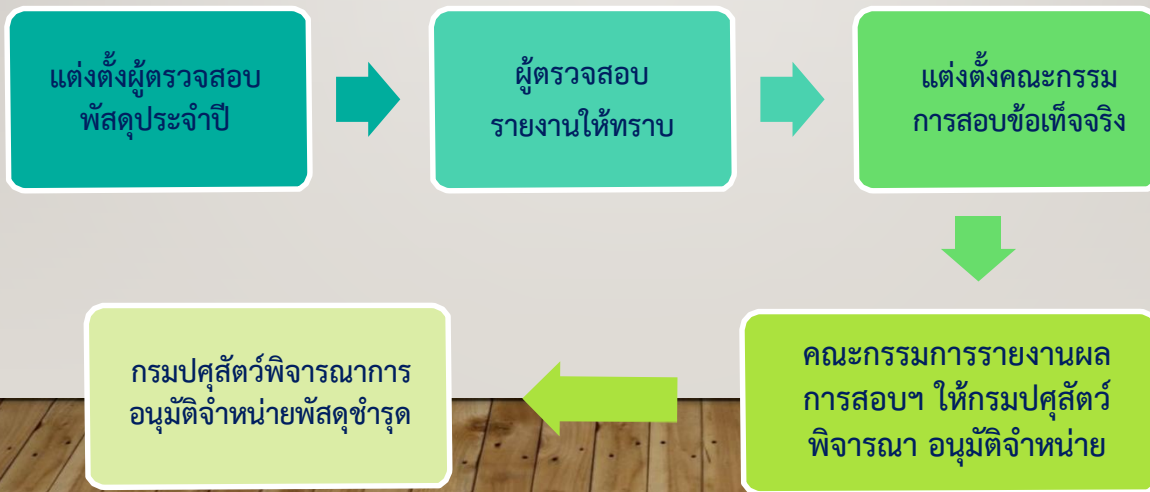 แต่งตั้งผู้ตรวจสอบ
พัสดุประจำปี
ผู้ตรวจสอบ
รายงานให้ทราบ
แต่งตั้งคณะกรรม
การสอบข้อเท็จจริง
คณะกรรมการรายงานผล
การสอบฯ ให้กรมปศุสัตว์
พิจารณา อนุมัติจำหน่าย
กรมปศุสัตว์พิจารณาการ
อนุมัติจำหน่ายพัสดุชำรุด